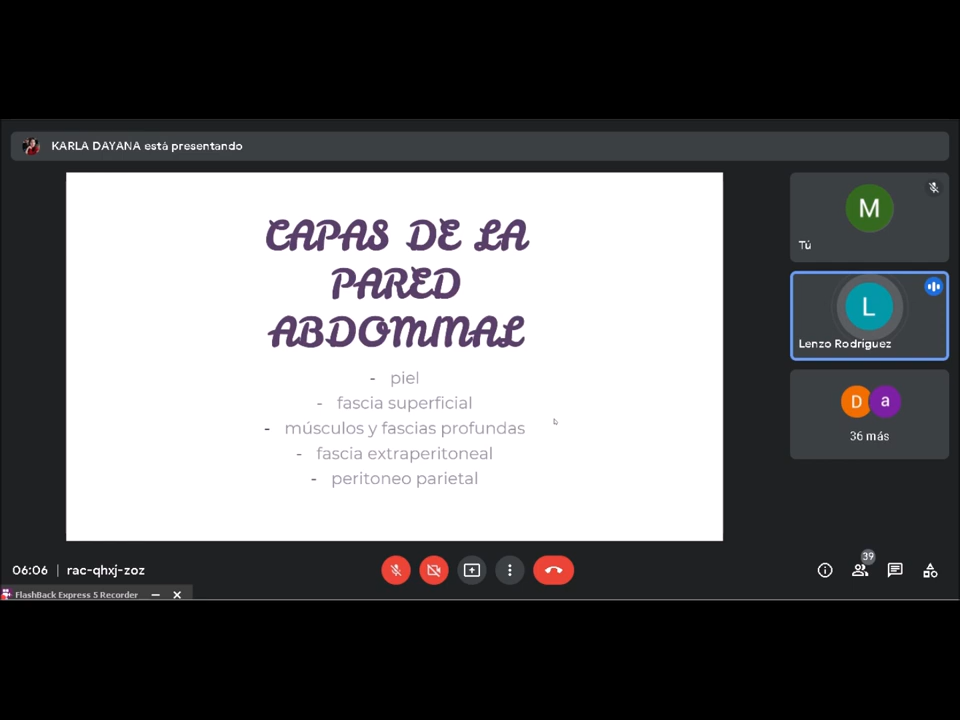 KARLA DAYANA está presentando
CAPAS DE LA
PARED
ABDOMINAL
- piel
- fascia superficial
- músculos y fascias profundas
- fascia extraperitoneal
- peritoneo parietal
M
Tú
L
Lenzo Rodriguez
D a
36 más
06:06 | rac-qhxj-zoz
39
FlashBack Express 5 Recorder